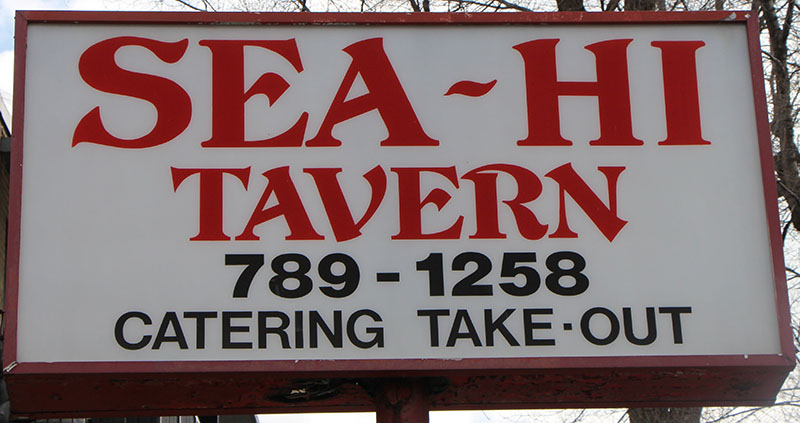 SEA-HI
TAVERN
789-1258
CATERING TAKE-OUT